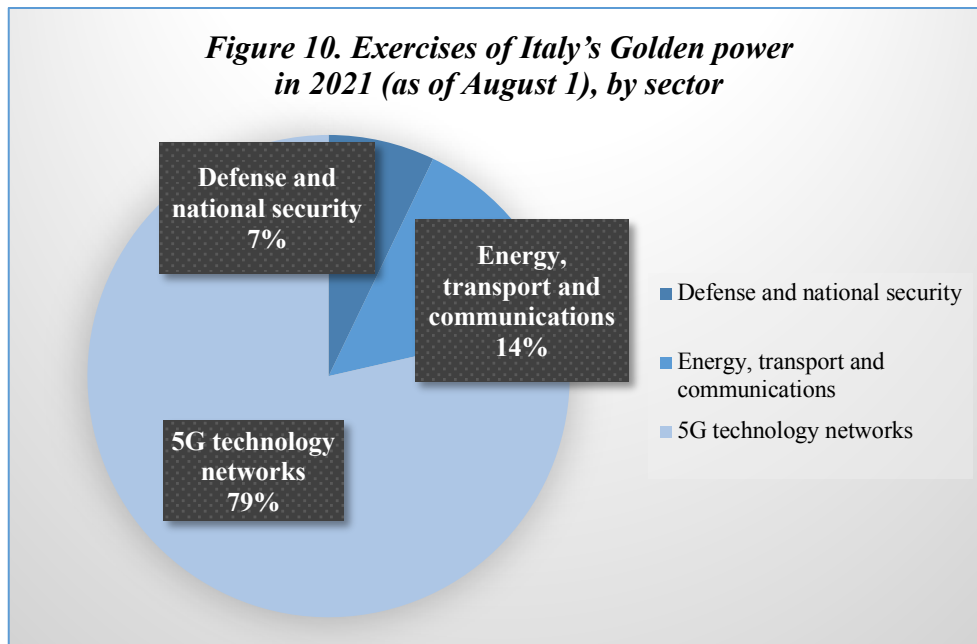 Figure 10. Exercises of Italy’s Golden power
in 2021 (as of August 1), by sector
Defense and
national security
7%
Energy,
transport and
communications
14%
5G technology
networks
79%
Defense and national security
Energy, transport and
communications
5G technology networks